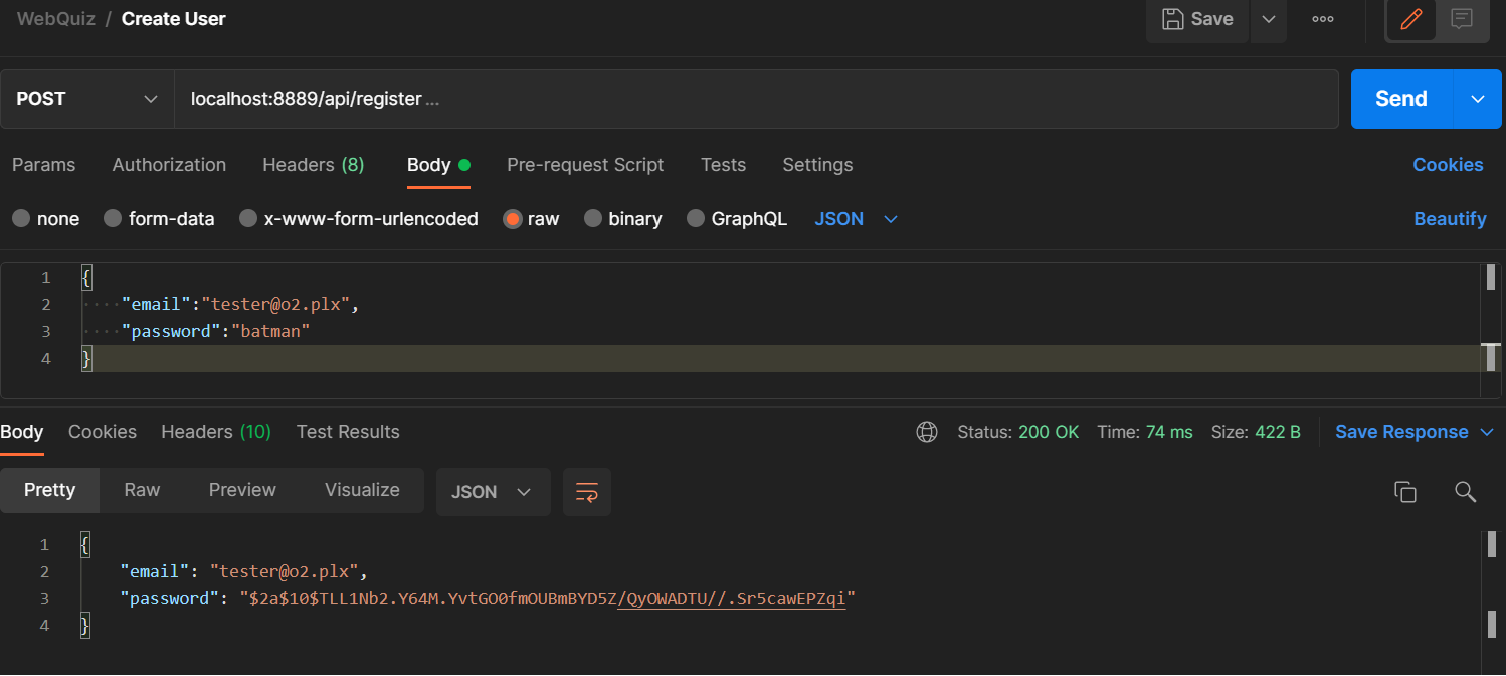 WebQuiz / Create User
Save
POST
localhost:8889/api/register ...
Send
Params Authorization Headers (8) Body Pre-request Script Tests Settings Cookies
none form-data x-www-form-urlencoded raw binary GraphQL JSON Beautify
1 {
2 ····"email":"tester@o2.plx",
3 ····"password":"batman"
4 }
Body Cookies Headers (10) Test Results Status: 200 OK Time: 74 ms Size: 422 B Save Response
Pretty Raw Preview Visualize JSON
1 {
2 "email": "tester@o2.plx",
3 "password": "$2a$10$TLL1Nb2.Y64M.YvtGO0fmOUBmBYD5Z/QyOWADTU//.Sr5cawEPZqi"
4 }